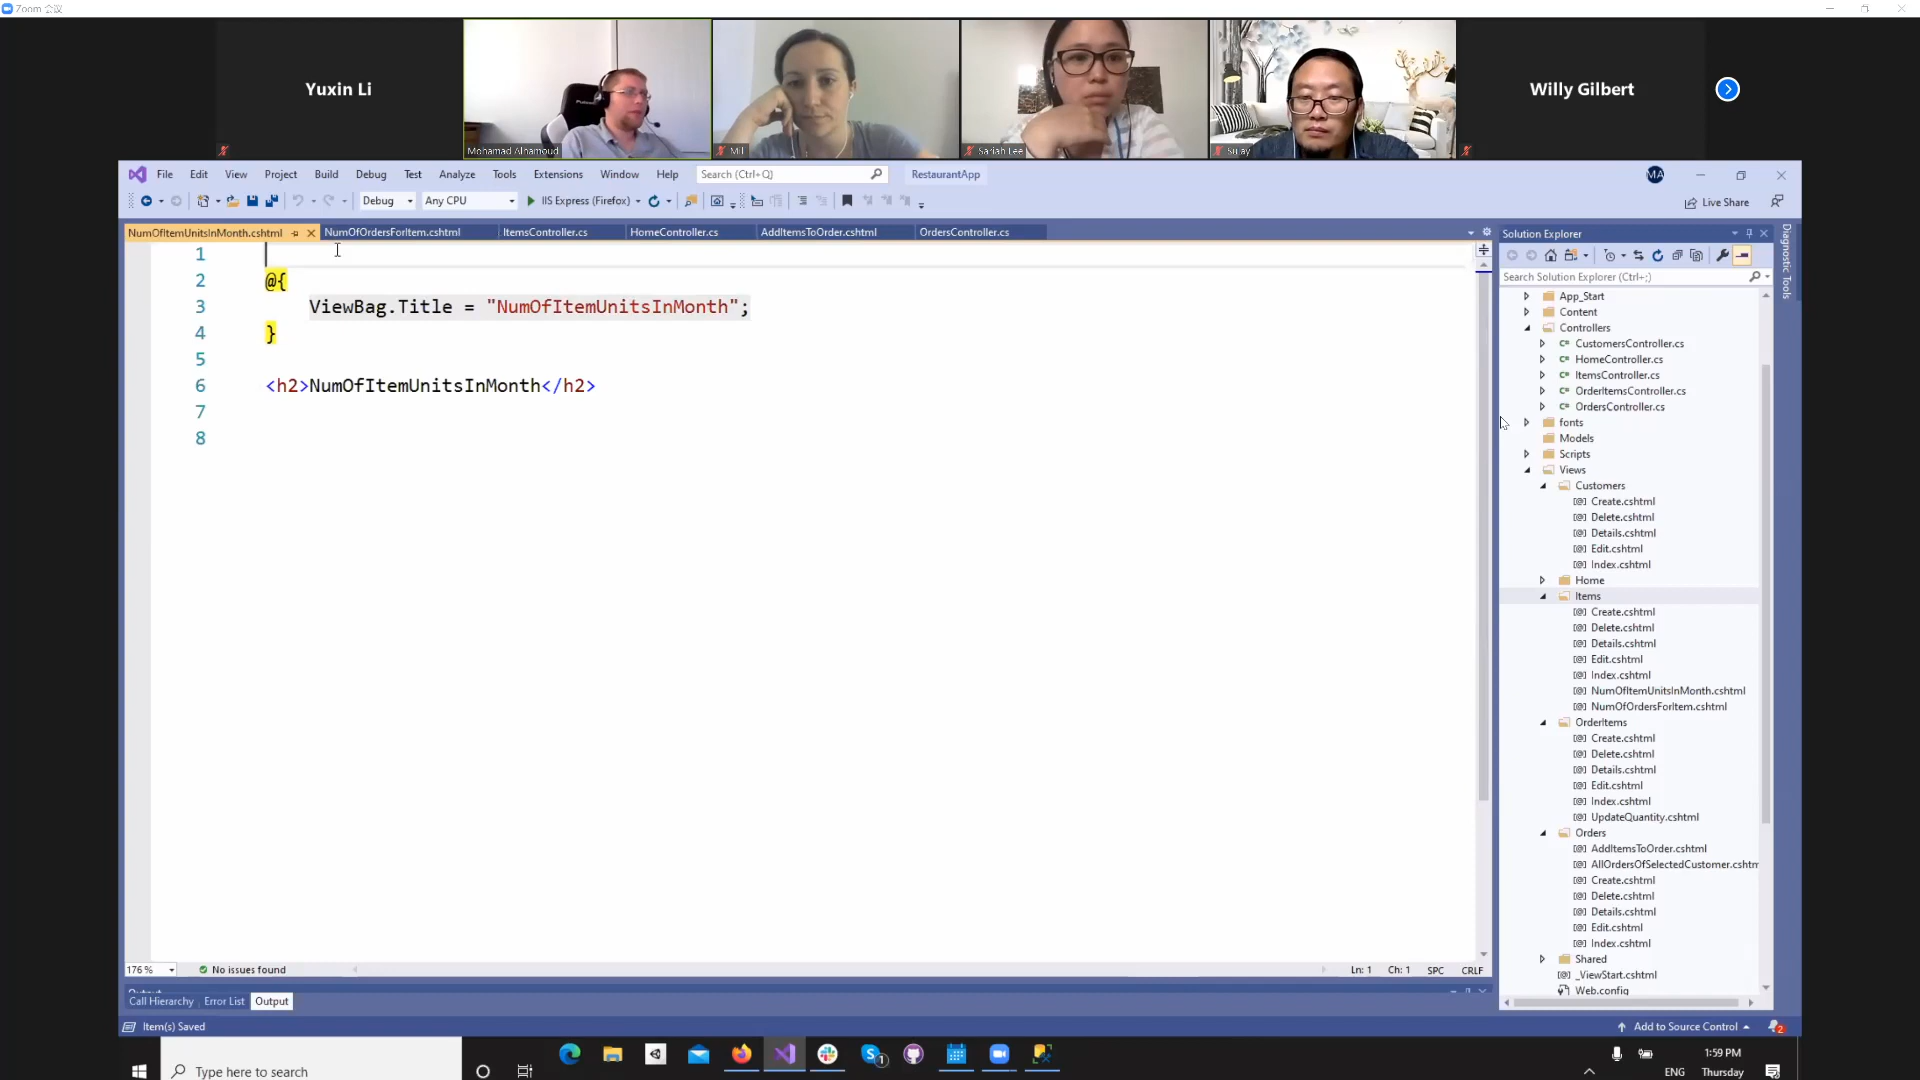 Zoom 会议
Yuxin Li
Mohamad Alhamoud
Mil
Sariah Lee
Su Jay
Willy Gilbert
File Edit View Project Build Debug Test Analyze Tools Extensions Window Help Search (Ctrl+Q) RestaurantApp MA
Debug Any CPU IIS Express (Firefox) Live Share
NumOfItemUnitsInMonth.cshtml NumOfOrdersForItem.cshtml ItemsController.cs HomeController.cs AddItemsToOrder.cshtml OrdersController.cs
1
2 @{
3 ViewBag.Title = "NumOfItemUnitsInMonth";
4 }
5
6 <h2>NumOfItemUnitsInMonth</h2>
7
8
176 % No issues found Ln: 1 Ch: 1 SPC CRLF
Output
Call Hierarchy Error List Output
Item(s) Saved Add to Source Control 2
Solution Explorer
Search Solution Explorer (Ctrl+;)
App_Start
Content
Controllers
C# CustomersController.cs
C# HomeController.cs
C# ItemsController.cs
C# OrderItemsController.cs
C# OrdersController.cs
fonts
Models
Scripts
Views
Customers
[@] Create.cshtml
[@] Delete.cshtml
[@] Details.cshtml
[@] Edit.cshtml
[@] Index.cshtml
Home
Items
[@] Create.cshtml
[@] Delete.cshtml
[@] Details.cshtml
[@] Edit.cshtml
[@] Index.cshtml
[@] NumOfItemUnitsInMonth.cshtml
[@] NumOfOrdersForItem.cshtml
OrderItems
[@] Create.cshtml
[@] Delete.cshtml
[@] Details.cshtml
[@] Edit.cshtml
[@] Index.cshtml
[@] UpdateQuantity.cshtml
Orders
[@] AddItemsToOrder.cshtml
[@] AllOrdersOfSelectedCustomer.cshtm
[@] Create.cshtml
[@] Delete.cshtml
[@] Details.cshtml
[@] Edit.cshtml
[@] Index.cshtml
Shared
[@] _ViewStart.cshtml
Web.config
Diagnostic Tools
Type here to search
1
1:59 PM
ENG Thursday